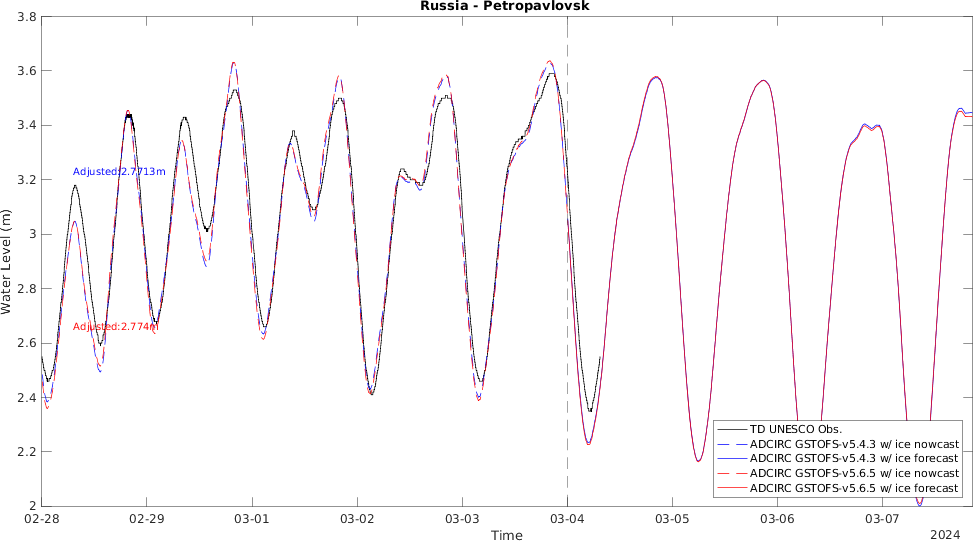 Russia - Petropavlovsk
3.8
3.6
3.4
3.2
3
2.8
2.6
2.4
2.2
2
Water Level (m)
Adjusted:2.7713m
Adjusted:2.774m
TD UNESCO Obs.
ADCIRC GSTOFS-v5.4.3 w/ ice nowcast
ADCIRC GSTOFS-v5.4.3 w/ ice forecast
ADCIRC GSTOFS-v5.6.5 w/ ice nowcast
ADCIRC GSTOFS-v5.6.5 w/ ice forecast
02-28 02-29 03-01 03-02 03-03 03-04 03-05 03-06 03-07
Time
2024